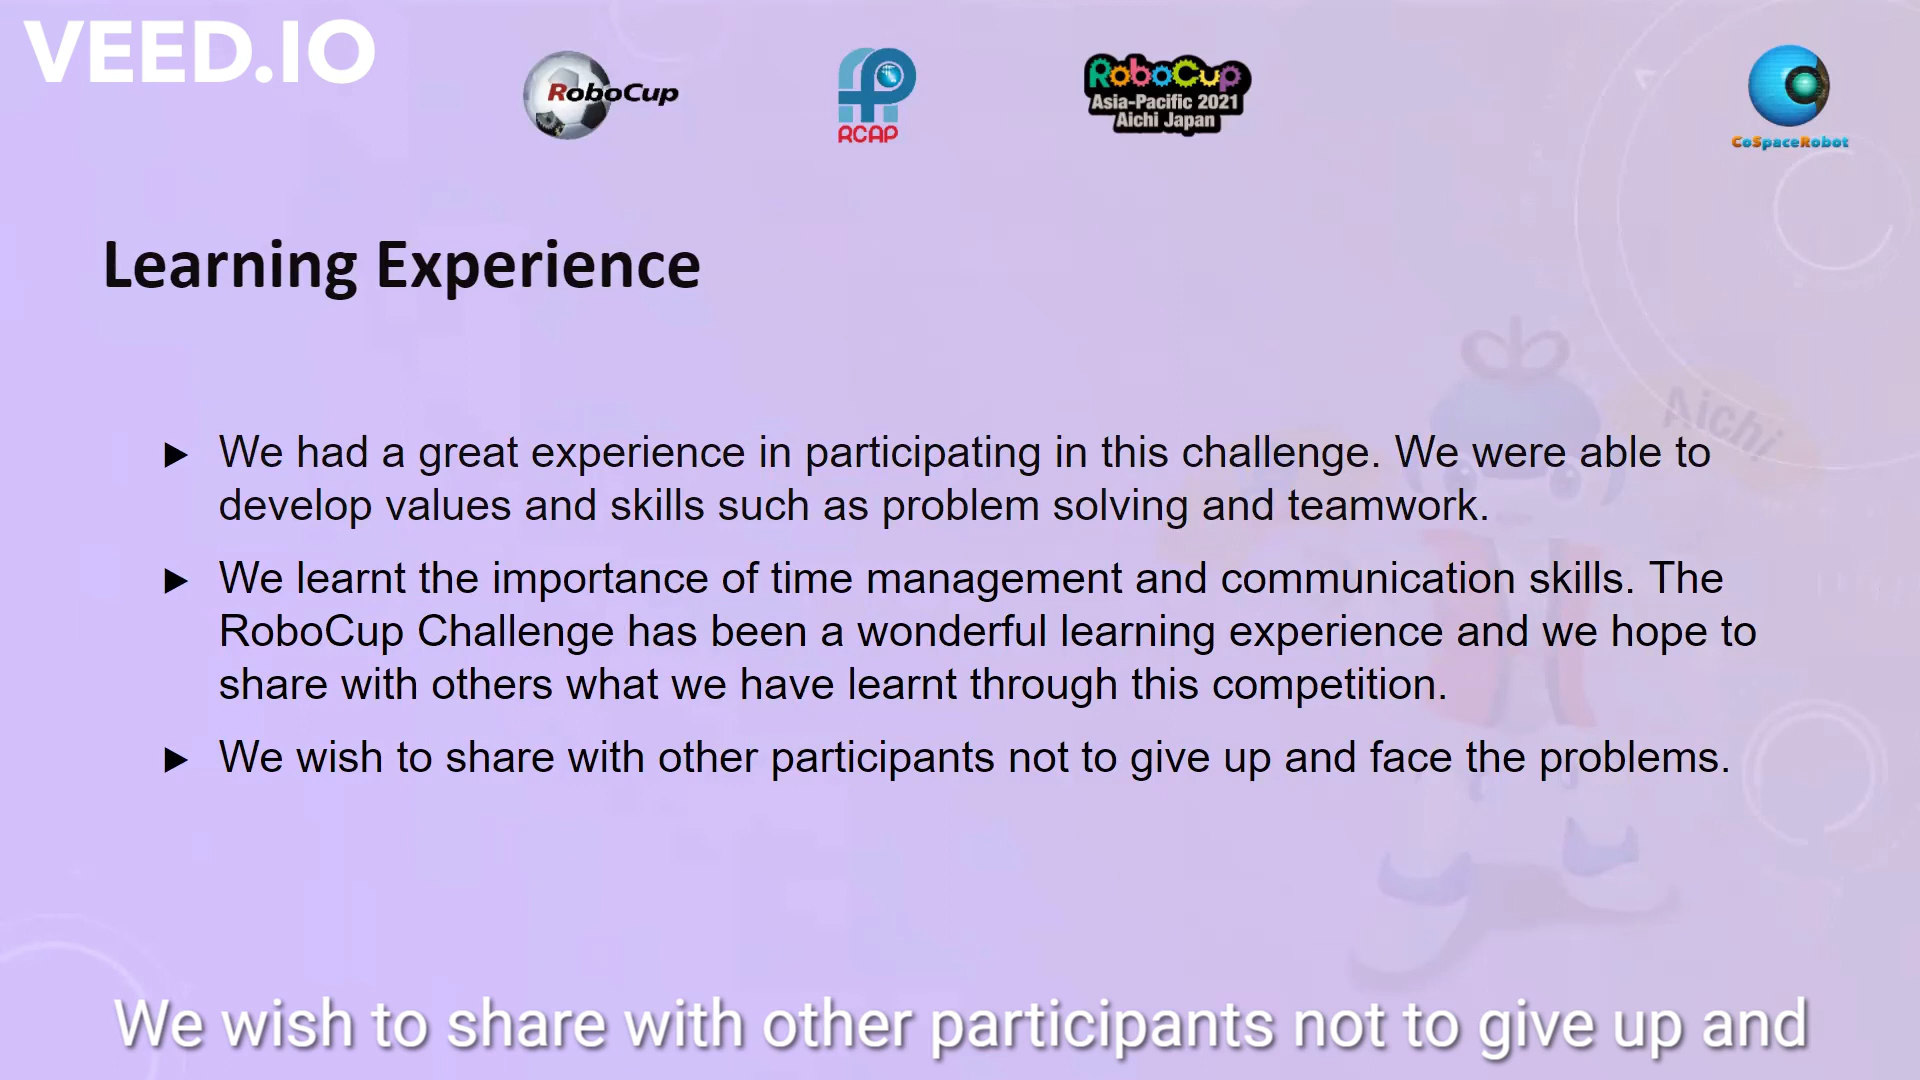 VEED.IO
RoboCup
RCAP
RoboCup
Asia-Pacific 2021
Aichi Japan
CoSpaceRobot
Learning Experience
Aichi
▶ We had a great experience in participating in this challenge. We were able to
develop values and skills such as problem solving and teamwork.
▶ We learnt the importance of time management and communication skills. The
RoboCup Challenge has been a wonderful learning experience and we hope to
share with others what we have learnt through this competition.
▶ We wish to share with other participants not to give up and face the problems.
We wish to share with other participants not to give up and